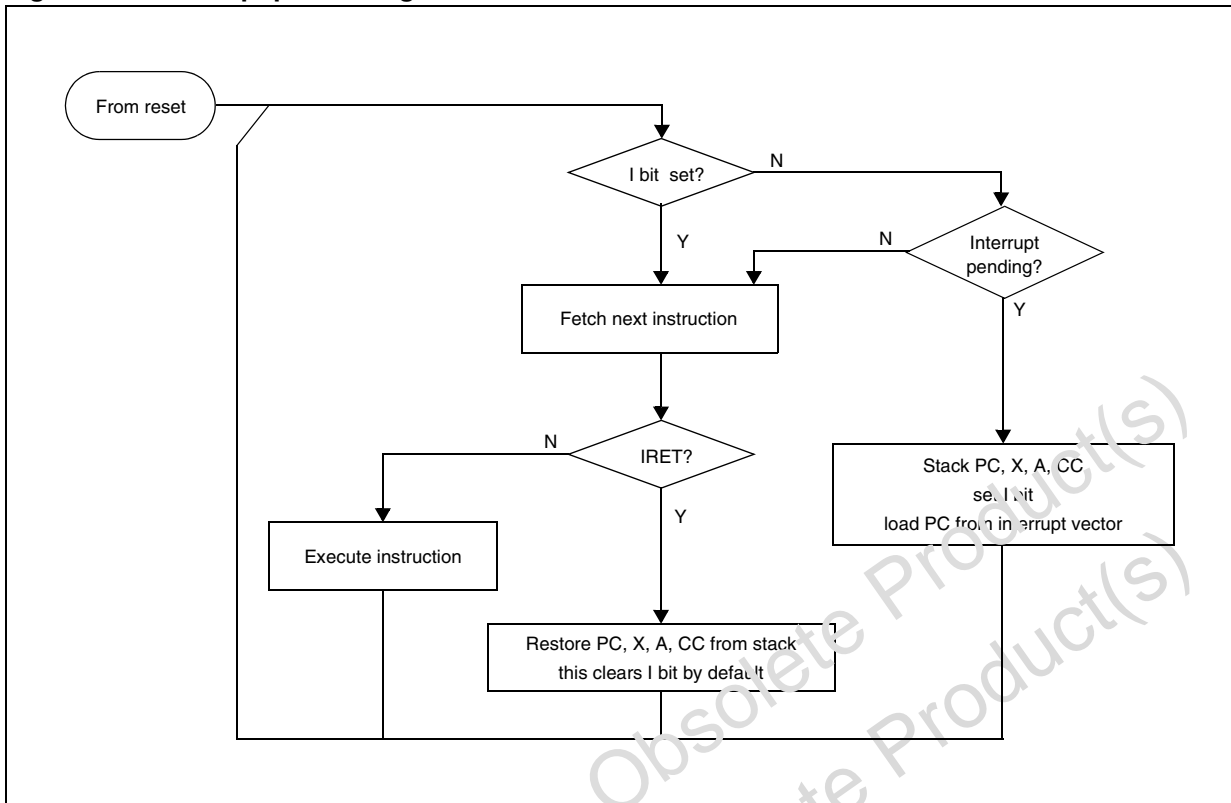 From reset
I bit set?
N
Y
N
Interrupt
pending?
Y
Fetch next instruction
N
IRET?
Y
Stack PC, X, A, CC
set I bit
load PC from interrupt vector
Execute instruction
Restore PC, X, A, CC from stack
this clears I bit by default
Obsolete Product(s)
Product(s)